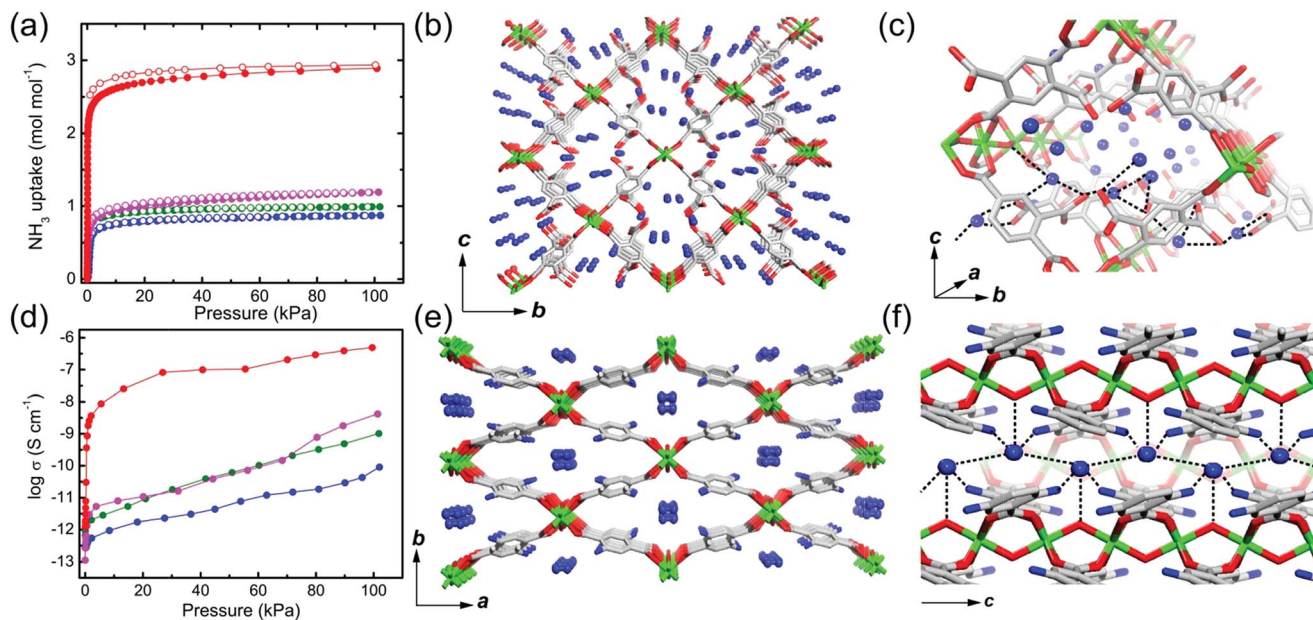 (a)
NH₃ uptake (mol mol⁻¹)
3
2
1
0
0 20 40 60 80 100
Pressure (kPa)
(b)
c
b
(c)
c
a
b
(d)
log σ (S cm⁻¹)
-6
-7
-8
-9
-10
-11
-12
-13
0 20 40 60 80 100
Pressure (kPa)
(e)
b
a
(f)
c